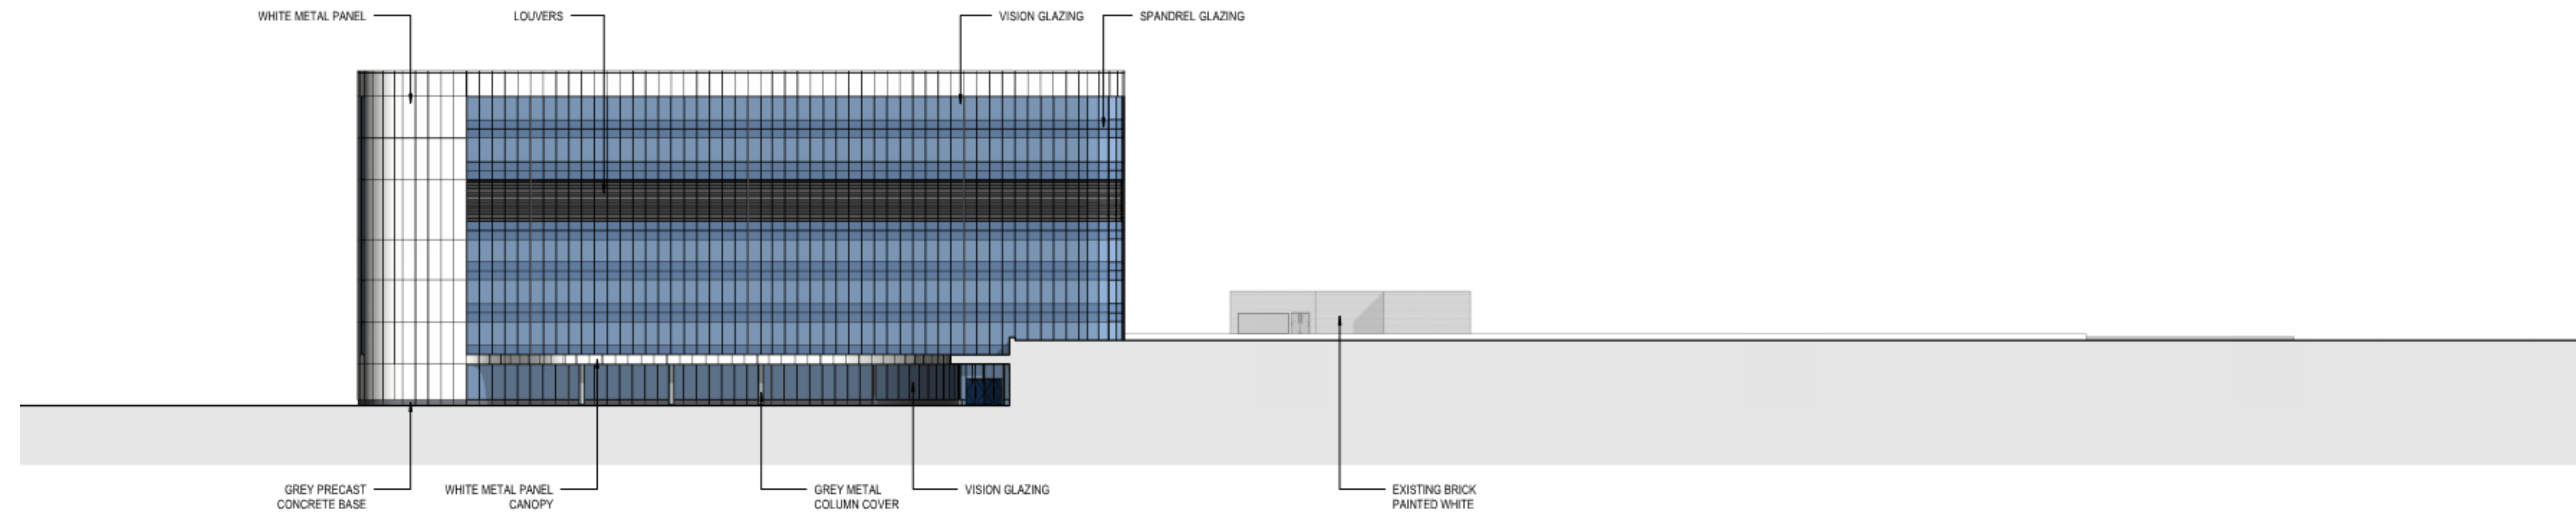 WHITE METAL PANEL
LOUVERS
VISION GLAZING
SPANDREL GLAZING
GREY PRECAST
CONCRETE BASE
WHITE METAL PANEL
CANOPY
GREY METAL
COLUMN COVER
VISION GLAZING
EXISTING BRICK
PAINTED WHITE